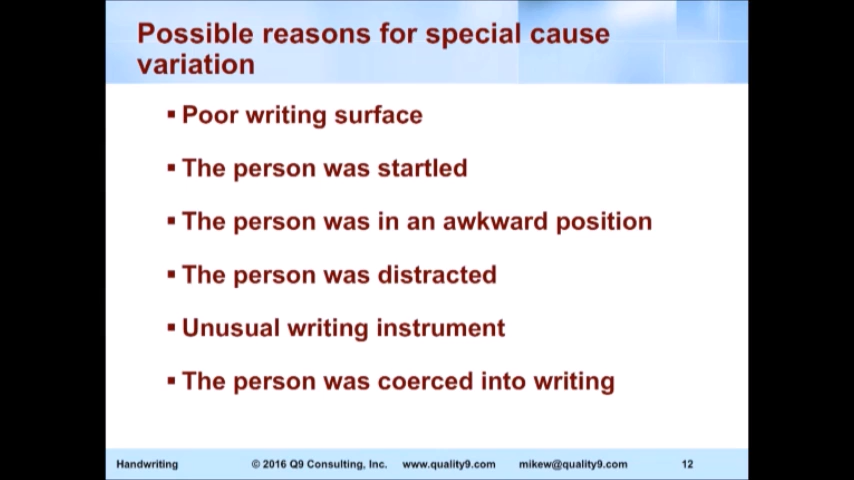 Possible reasons for special cause
variation
▪ Poor writing surface
▪ The person was startled
▪ The person was in an awkward position
▪ The person was distracted
▪ Unusual writing instrument
▪ The person was coerced into writing
Handwriting © 2016 Q9 Consulting, Inc. www.quality9.com mikew@quality9.com 12